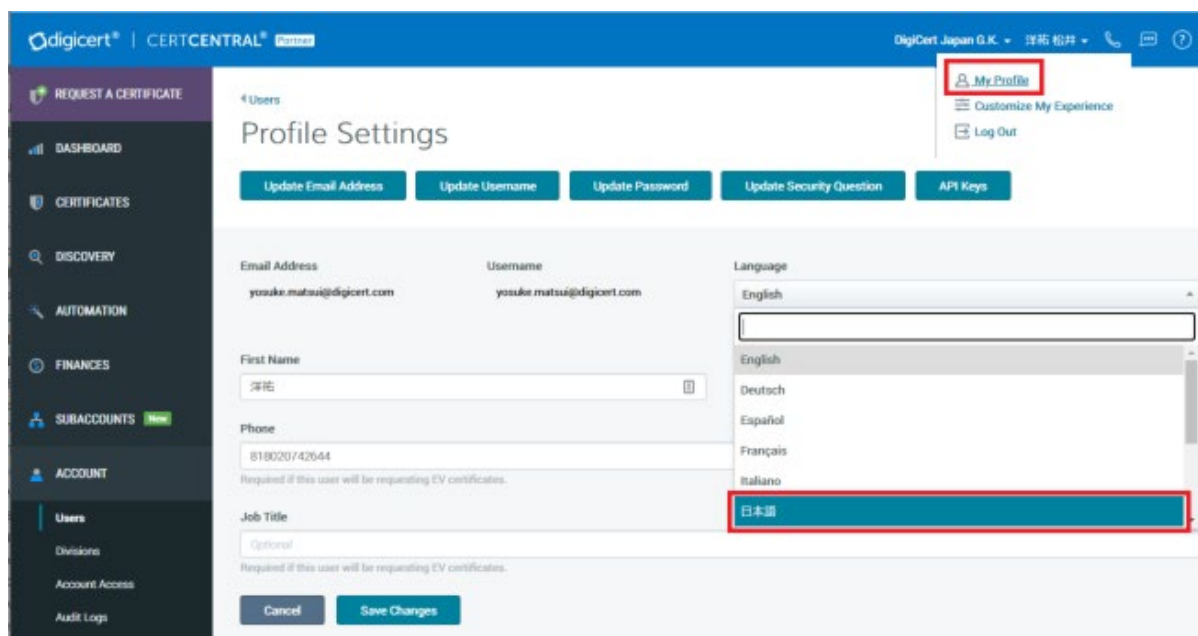 digicert® | CERTCENTRAL® Partner
DigiCert Japan G.K. 洋祐 松井
My Profile
Customize My Experience
Log Out
REQUEST A CERTIFICATE
DASHBOARD
CERTIFICATES
DISCOVERY
AUTOMATION
FINANCES
SUBACCOUNTS New
ACCOUNT
Users
Divisions
Account Access
Audit Logs
Users
Profile Settings
Update Email Address Update Username Update Password Update Security Question API Keys
Email Address Username Language
yosuke.matsui@digicert.com yosuke.matsui@digicert.com English
English
Deutsch
Español
Français
Italiano
日本語
First Name
洋祐
Phone
818020742644
Required if this user will be requesting EV certificates.
Job Title
Optional
Required if this user will be requesting EV certificates.
Cancel Save Changes